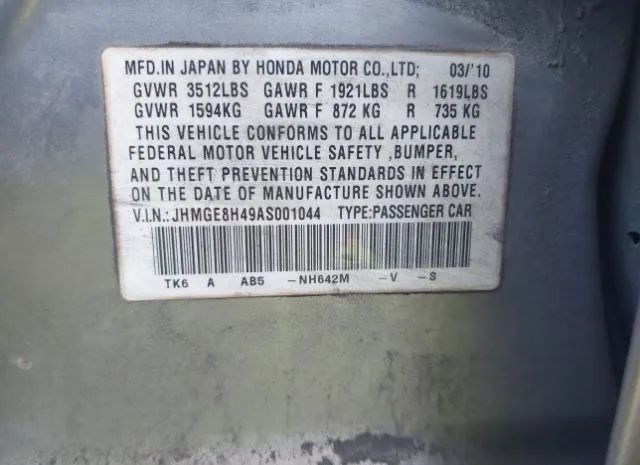 MFD.IN JAPAN BY HONDA MOTOR CO.,LTD; 03/'10
GVWR 3512LBS GAWR F 1921LBS R 1619LBS
GVWR 1594KG GAWR F 872 KG R 735 KG
THIS VEHICLE CONFORMS TO ALL APPLICABLE
FEDERAL MOTOR VEHICLE SAFETY ,BUMPER,
AND THEFT PREVENTION STANDARDS IN EFFECT
ON THE DATE OF MANUFACTURE SHOWN ABOVE.
V.I.N.:JHMGE8H49AS001044 TYPE:PASSENGER CAR
TK6 A AB5 -NH642M -V -S